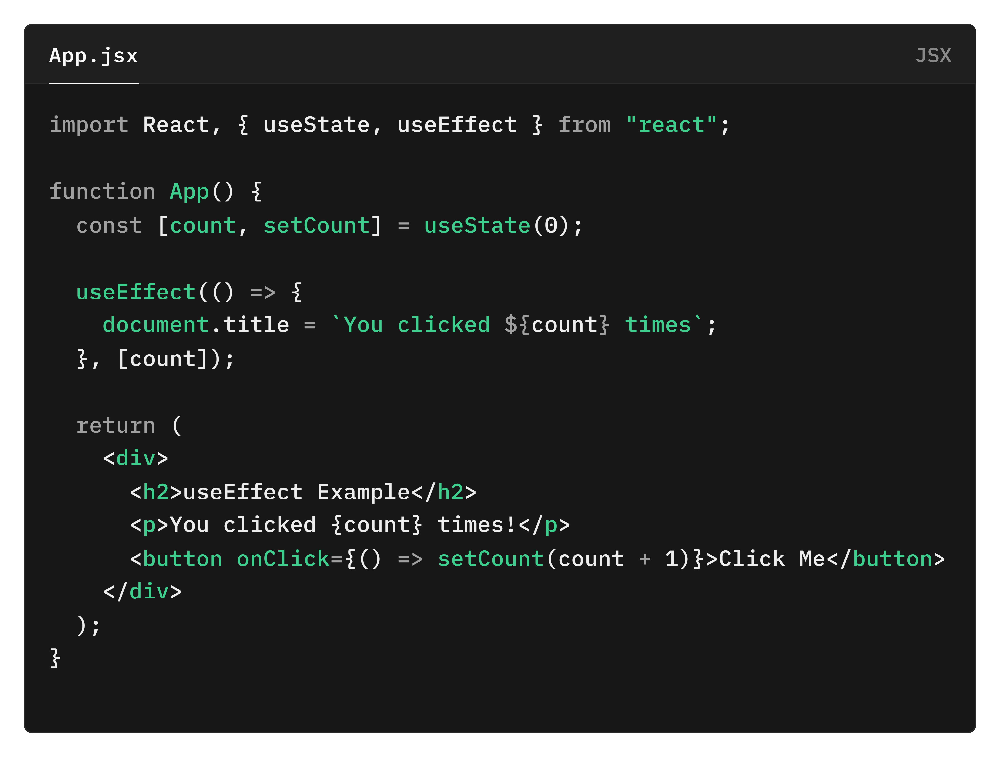 App.jsx
JSX
import React, { useState, useEffect } from "react";
function App() {
  const [count, setCount] = useState(0);
  useEffect(() => {
    document.title = `You clicked ${count} times`;
  }, [count]);
  return (
    <div>
      <h2>useEffect Example</h2>
      <p>You clicked {count} times!</p>
      <button onClick={() => setCount(count + 1)}>Click Me</button>
    </div>
  );
}